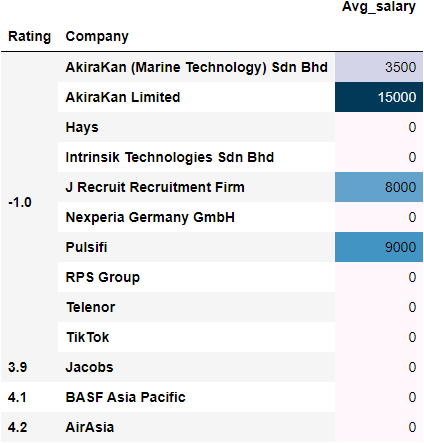 Avg_salary
Rating Company
AkiraKan (Marine Technology) Sdn Bhd 3500
AkiraKan Limited 15000
Hays 0
Intrinsik Technologies Sdn Bhd 0
-1.0 J Recruit Recruitment Firm 8000
Nexperia Germany GmbH 0
Pulsifi 9000
RPS Group 0
Telenor 0
TikTok 0
3.9 Jacobs 0
4.1 BASF Asia Pacific 0
4.2 AirAsia 0